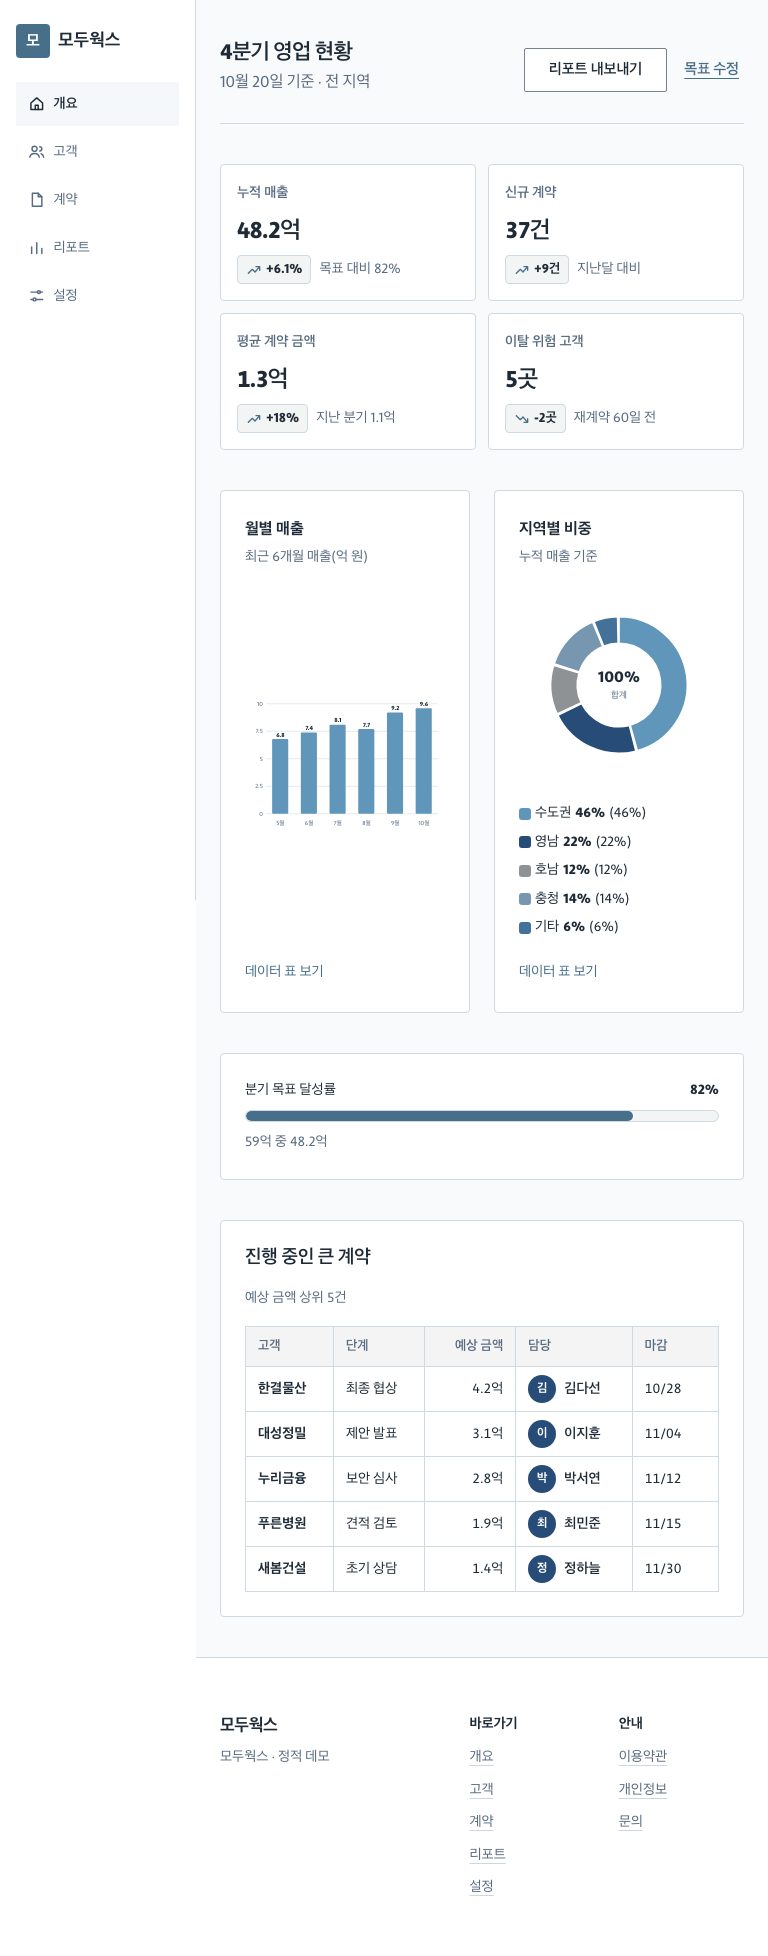 모 모두웍스
개요
고객
계약
리포트
설정
4분기 영업 현황
10월 20일 기준 · 전 지역
리포트 내보내기
목표 수정
누적 매출
48.2억
+6.1% 목표 대비 82%
신규 계약
37건
+9건 지난달 대비
평균 계약 금액
1.3억
+18% 지난 분기 1.1억
이탈 위험 고객
5곳
-2곳 재계약 60일 전
월별 매출
최근 6개월 매출(억 원)
10
7.5
5
2.5
0
6.8 7.4 8.1 7.7 9.2 9.6
5월 6월 7월 8월 9월 10월
데이터 표 보기
지역별 비중
누적 매출 기준
100%
합계
수도권 46% (46%)
영남 22% (22%)
호남 12% (12%)
충청 14% (14%)
기타 6% (6%)
데이터 표 보기
분기 목표 달성률 82%
59억 중 48.2억
진행 중인 큰 계약
예상 금액 상위 5건
고객 단계 예상 금액 담당 마감
한결물산 최종 협상 4.2억 김 김다선 10/28
대성정밀 제안 발표 3.1억 이 이지훈 11/04
누리금융 보안 심사 2.8억 박 박서연 11/12
푸른병원 견적 검토 1.9억 최 최민준 11/15
새봄건설 초기 상담 1.4억 정 정하늘 11/30
모두웍스
모두웍스 · 정적 데모
바로가기
개요
고객
계약
리포트
설정
안내
이용약관
개인정보
문의